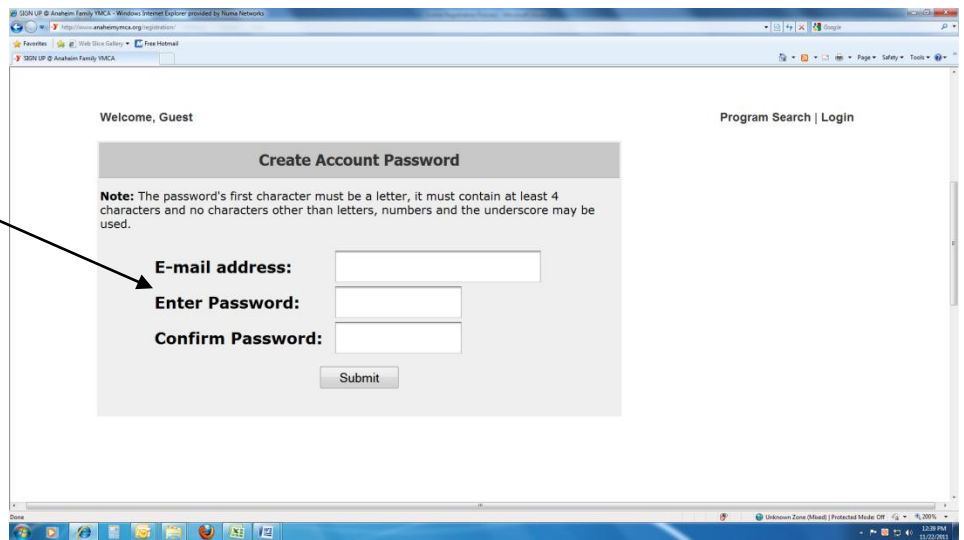 SIGN UP @ Anaheim Family YMCA - Windows Internet Explorer provided by Numa Networks
http://www.anaheimymca.org/registration/
Google
Favorites Web Slice Gallery Free Hotmail
SIGN UP @ Anaheim Family YMCA
Page Safety Tools
Welcome, Guest
Program Search | Login
Create Account Password
Note: The password's first character must be a letter, it must contain at least 4
characters and no characters other than letters, numbers and the underscore may be
used.
E-mail address:
Enter Password:
Confirm Password:
Submit
Done
Unknown Zone (Mixed) | Protected Mode: Off
200%
12:39 PM
11/22/2011